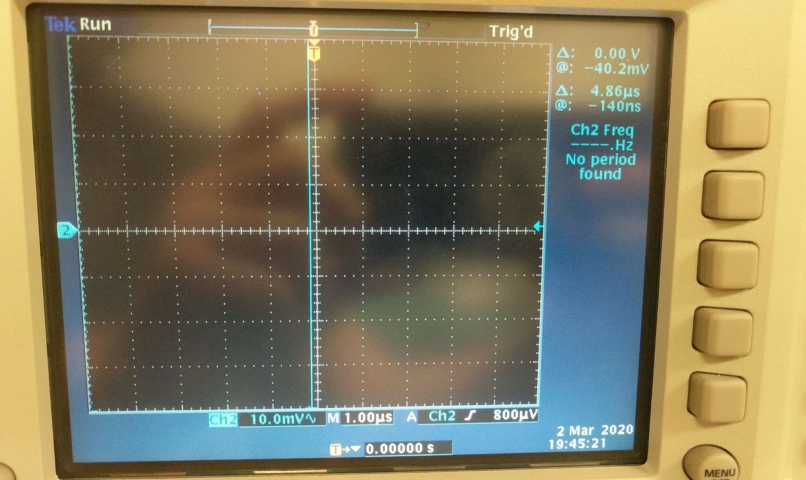 Tek Run Trig'd
T
Δ: 0.00 V
@: −40.2mV
Δ: 4.86µs
@: −140ns
Ch2 Freq
−−−−.Hz
No period
found
2
Ch2 10.0mV∿ M 1.00µs A Ch2 ƒ 800µV
2 Mar 2020
19:45:21
T→▼ 0.00000 s
MENU